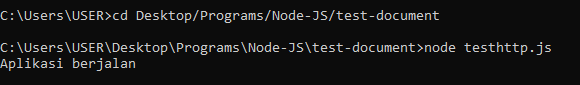 C:\Users\USER>cd Desktop/Programs/Node-JS/test-document
C:\Users\USER\Desktop\Programs\Node-JS\test-document>node testhttp.js
Aplikasi berjalan